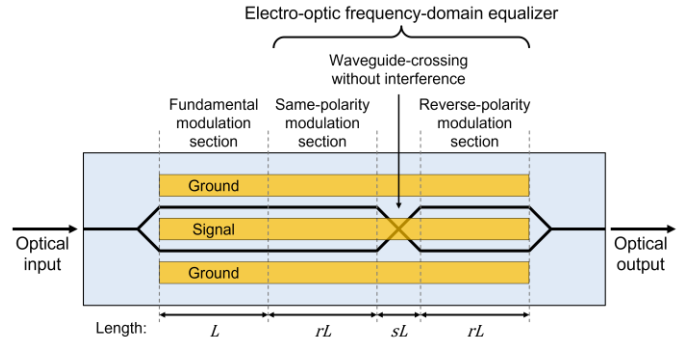 Electro-optic frequency-domain equalizer
Waveguide-crossing
without interference
Fundamental
modulation
section
Same-polarity
modulation
section
Reverse-polarity
modulation
section
Ground
Signal
Ground
Optical
input
Optical
output
Length:
L
rL
sL
rL